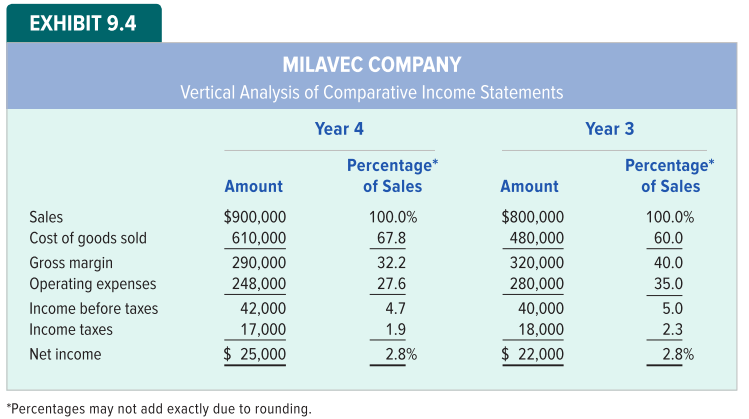 EXHIBIT 9.4
MILAVEC COMPANY
Vertical Analysis of Comparative Income Statements
Year 4 Year 3
Percentage* Percentage*
Amount of Sales Amount of Sales
Sales $900,000 100.0% $800,000 100.0%
Cost of goods sold 610,000 67.8 480,000 60.0
Gross margin 290,000 32.2 320,000 40.0
Operating expenses 248,000 27.6 280,000 35.0
Income before taxes 42,000 4.7 40,000 5.0
Income taxes 17,000 1.9 18,000 2.3
Net income $ 25,000 2.8% $ 22,000 2.8%
*Percentages may not add exactly due to rounding.